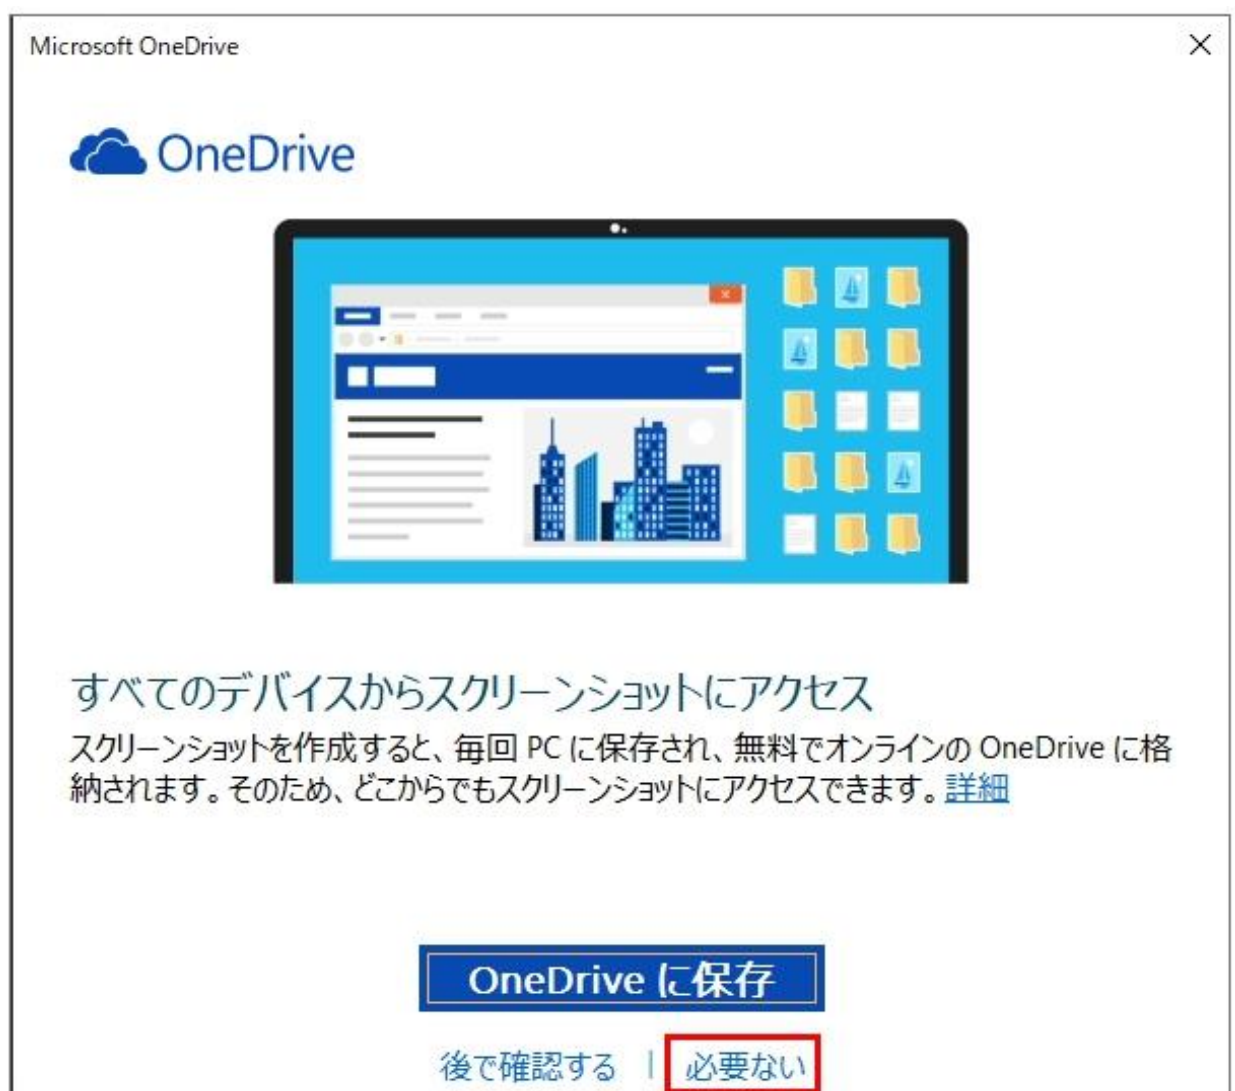 Microsoft OneDrive
OneDrive
すべてのデバイスからスクリーンショットにアクセス
スクリーンショットを作成すると、毎回 PC に保存され、無料でオンラインの OneDrive に格
納されます。そのため、どこからでもスクリーンショットにアクセスできます。詳細
OneDrive に保存
後で確認する | 必要ない